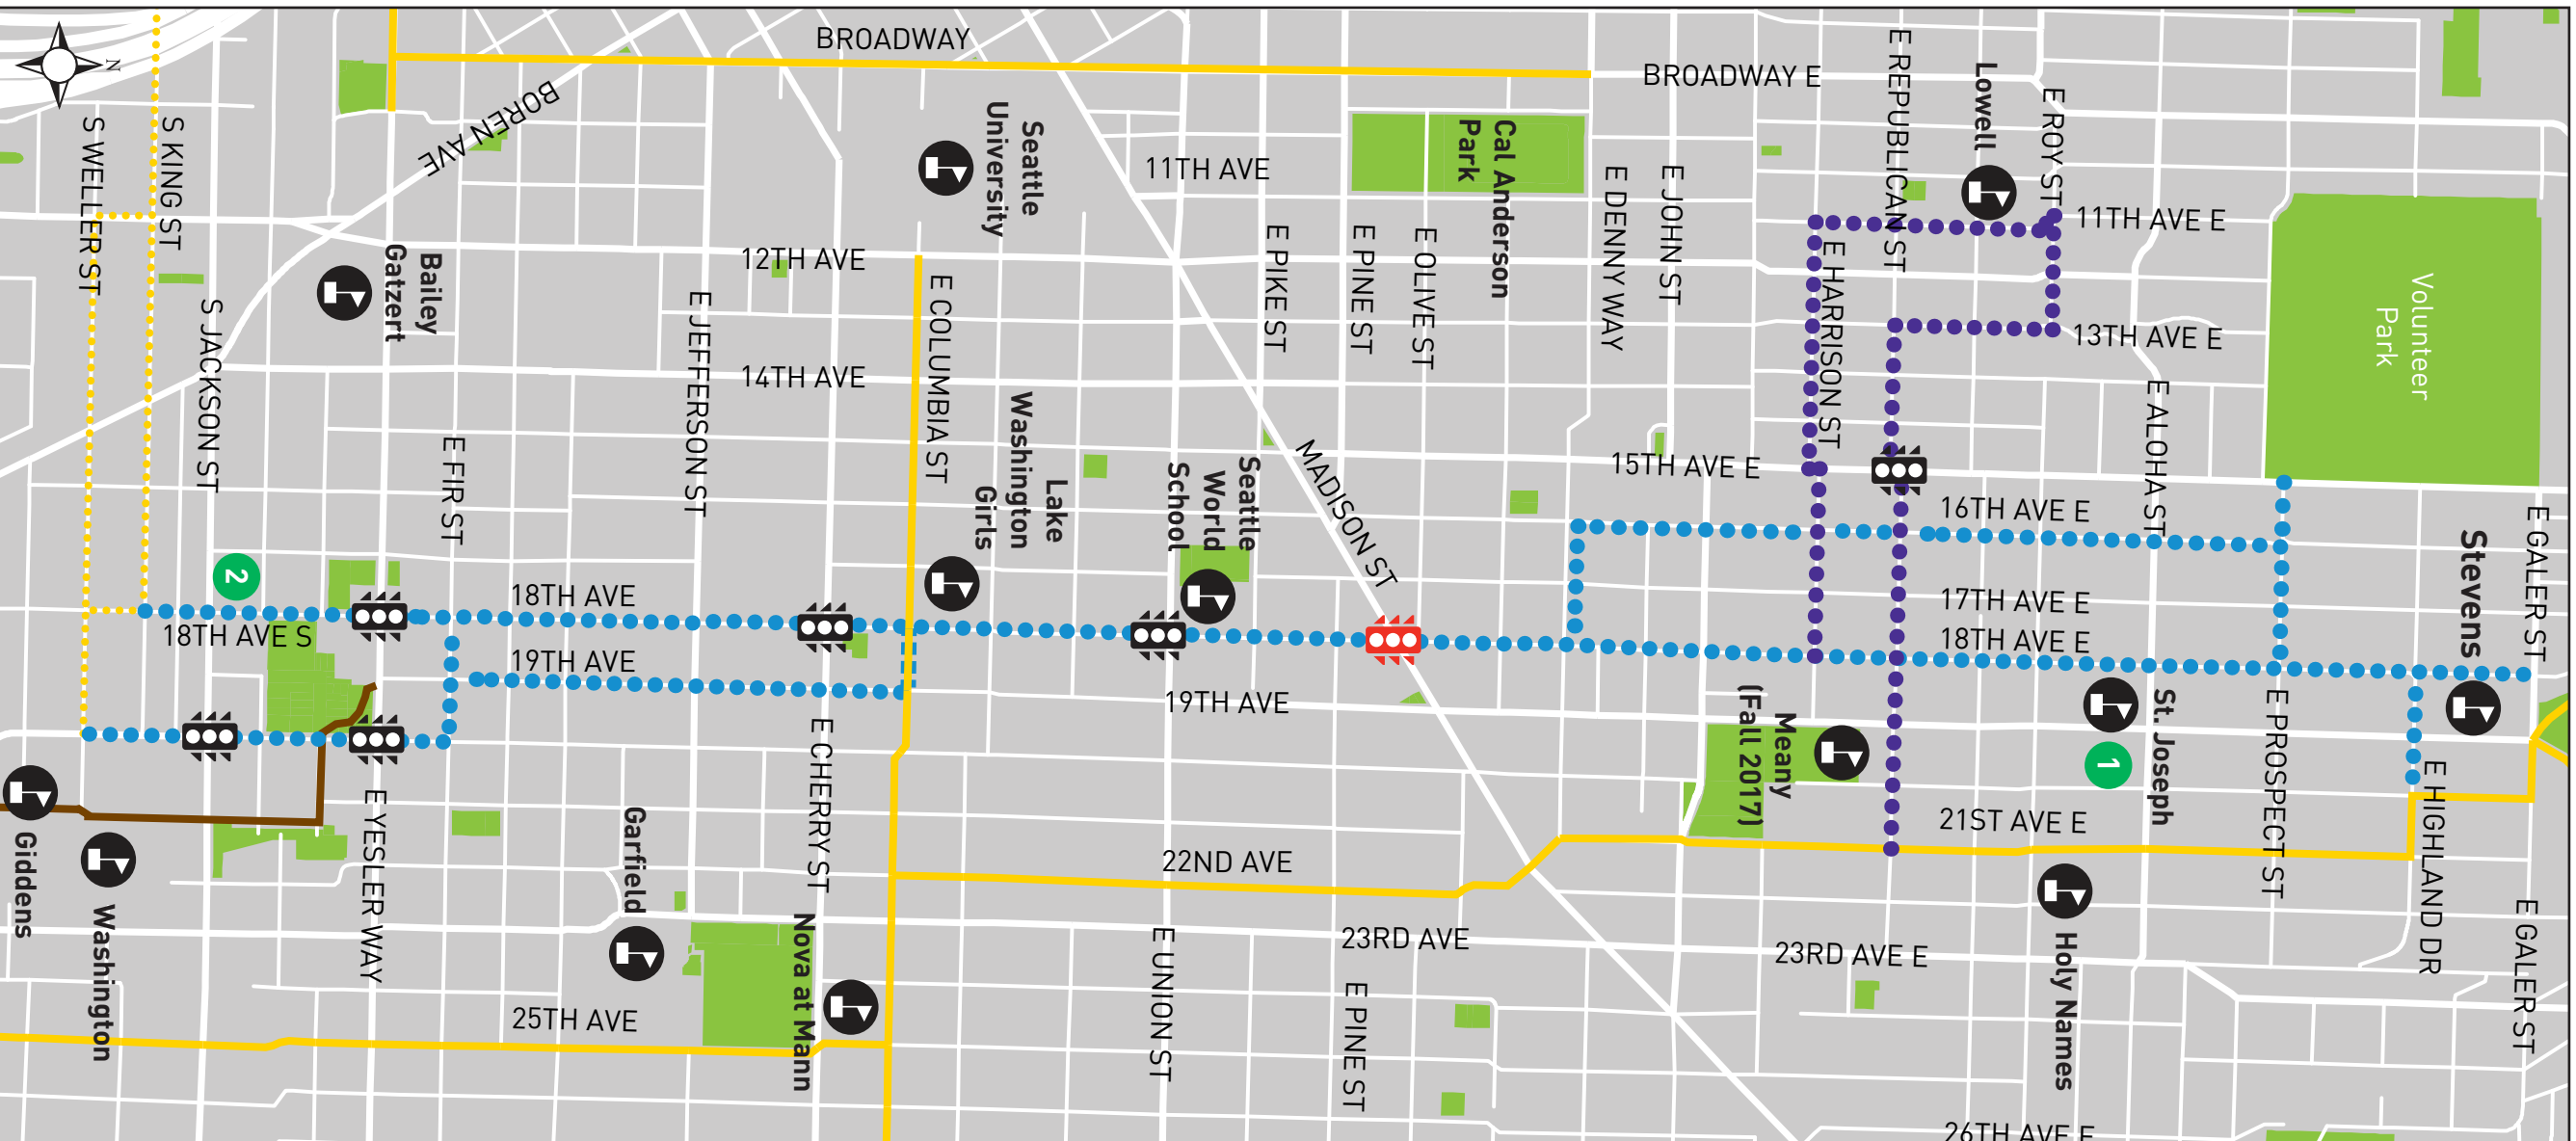 BROADWAY
BROADWAY E
N
S WELLER ST
S KING ST
BOREN AVE
Seattle
University
11TH AVE
Cal Anderson
Park
E DENNY WAY
E JOHN ST
E REPUBLICAN ST
Lowell
E ROY ST
11TH AVE E
Bailey
Gatzert
12TH AVE
E COLUMBIA ST
E PIKE ST
E PINE ST
E OLIVE ST
E HARRISON ST
13TH AVE E
Volunteer
Park
S JACKSON ST
E JEFFERSON ST
14TH AVE
E ALOHA ST
E FIR ST
Lake
Washington
Girls
Seattle
World
School
MADISON ST
15TH AVE E
16TH AVE E
E GALER ST
Stevens
2
18TH AVE
18TH AVE S
17TH AVE E
18TH AVE E
19TH AVE
19TH AVE
Meany
(Fall 2017)
St. Joseph
1
E PROSPECT ST
E HIGHLAND DR
E CHERRY ST
E YESLER WAY
Giddens
Washington
Garfield
Nova at Mann
22ND AVE
21ST AVE E
23RD AVE
23RD AVE E
Holy Names
E GALER ST
E UNION ST
E PINE ST
25TH AVE
26TH AVE E